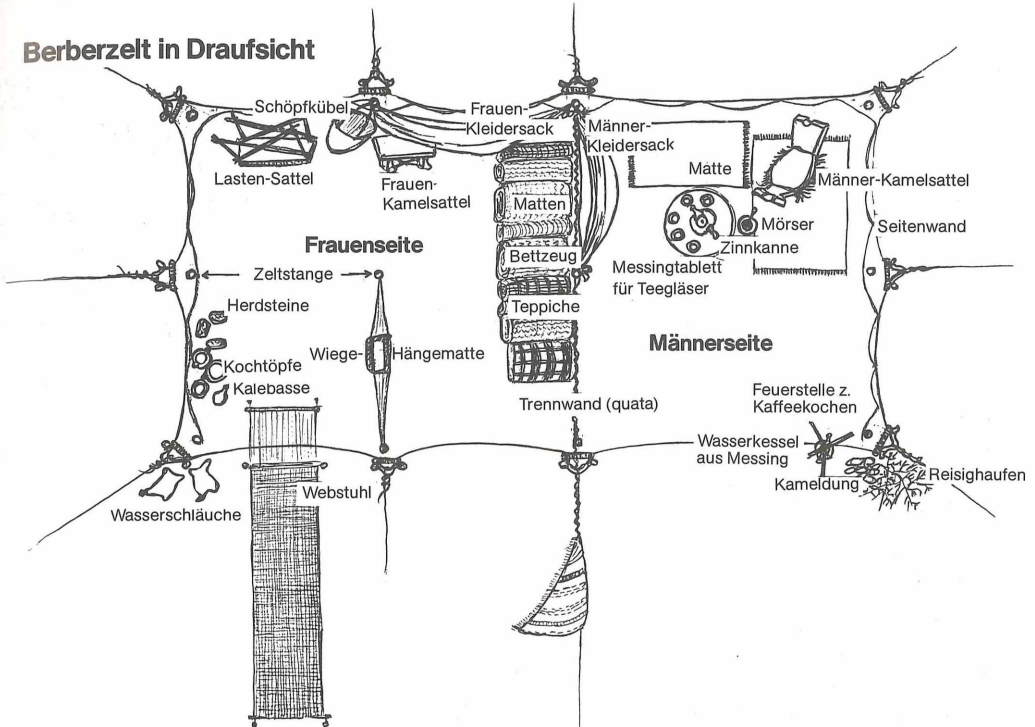 Berberzelt in Draufsicht
Schöpfkübel
Frauen-
Kleidersack
Männer-
Kleidersack
Lasten-Sattel
Frauen-
Kamelsattel
Matten
Matte
Männer-Kamelsattel
Mörser
Zinnkanne
Seitenwand
Frauenseite
Bettzeug
Messingtablett
für Teegläser
Zeltstange
Herdsteine
Teppiche
Wiege-
Hängematte
Männerseite
Kochtöpfe
Kalebasse
Trennwand (quata)
Feuerstelle z.
Kaffeekochen
Wasserkessel
aus Messing
Kameldung
Reisighaufen
Webstuhl
Wasserschläuche